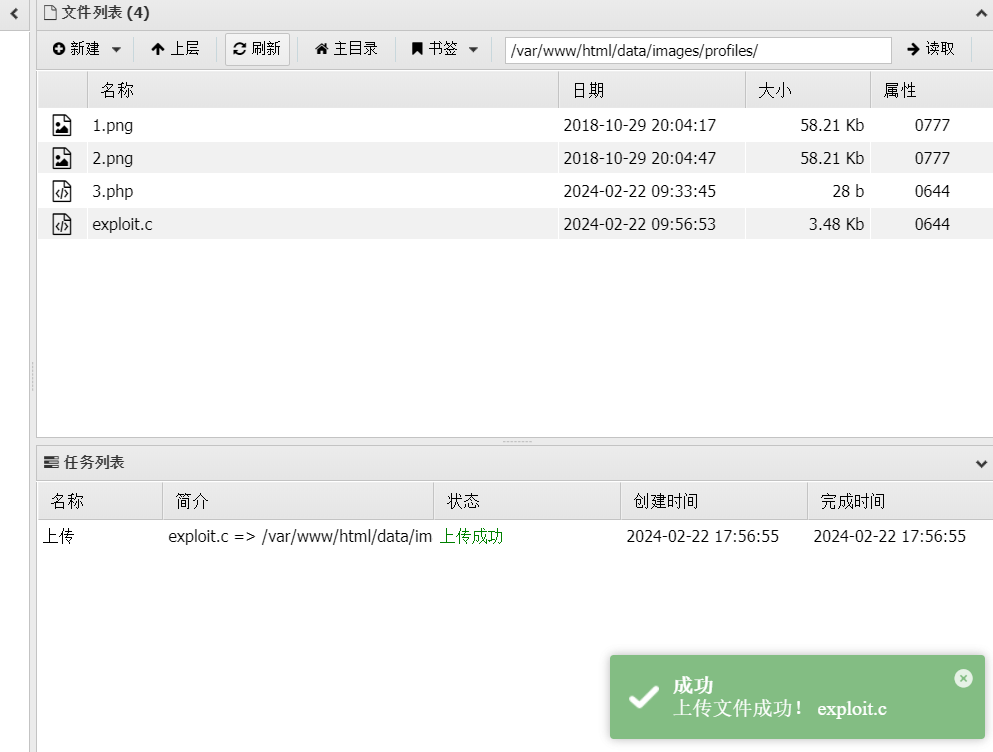 文件列表 (4)
新建 上层 刷新 主目录 书签 /var/www/html/data/images/profiles/ 读取
名称 日期 大小 属性
1.png 2018-10-29 20:04:17 58.21 Kb 0777
2.png 2018-10-29 20:04:47 58.21 Kb 0777
3.php 2024-02-22 09:33:45 28 b 0644
exploit.c 2024-02-22 09:56:53 3.48 Kb 0644
任务列表
名称 简介 状态 创建时间 完成时间
上传 exploit.c => /var/www/html/data/im 上传成功 2024-02-22 17:56:55 2024-02-22 17:56:55
成功
上传文件成功！ exploit.c